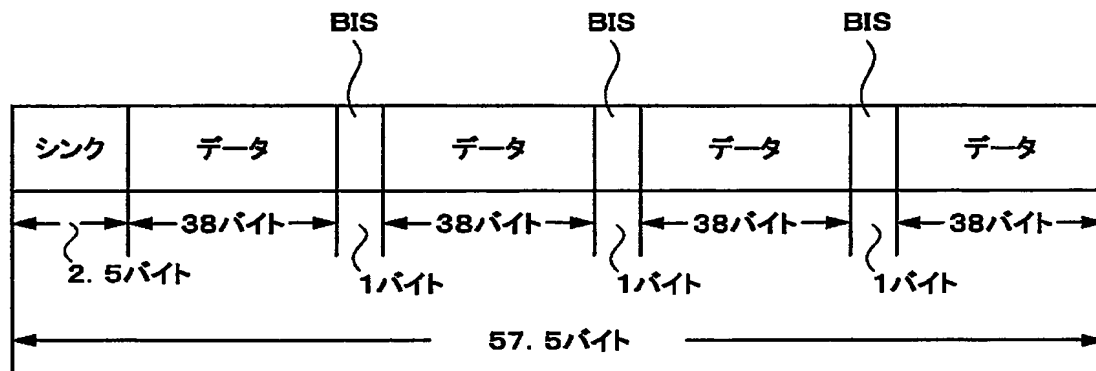 BIS BIS BIS
シンク データ データ データ データ
38バイト 38バイト 38バイト 38バイト
2.5バイト 1バイト 1バイト 1バイト
57.5バイト